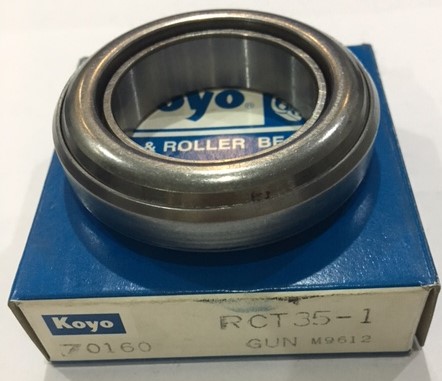 Koyo
& ROLLER BE
Koyo
RCT35-1
70160
GUN M9612